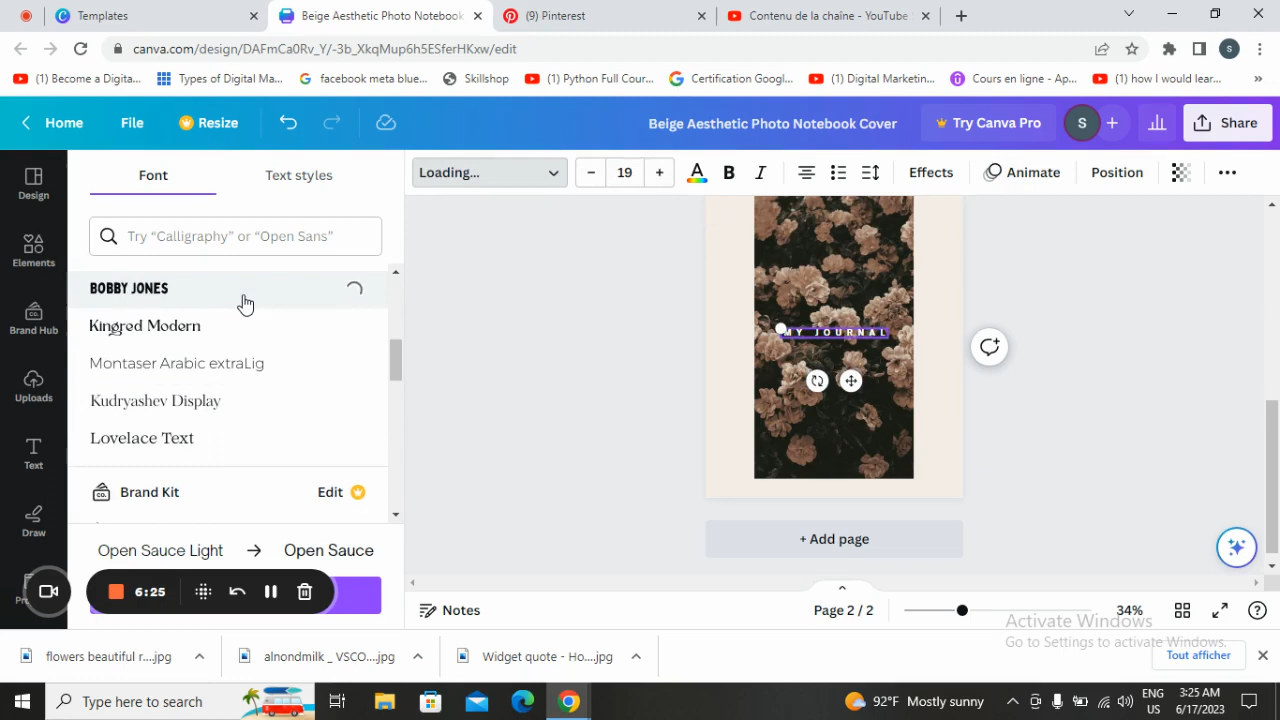 Templates
Beige Aesthetic Photo Notebook
(9) Pinterest
Contenu de la chaîne - YouTube
canva.com/design/DAFmCa0Rv_Y/-3b_XkqMup6h5ESferHKxw/edit
S
(1) Become a Digita...
Types of Digital Ma...
facebook meta blue...
Skillshop
(1) Python Full Cour...
Certification Googl...
(1) Digital Marketin...
Cours en ligne - Ap...
(1) how I would lear...
Home
File
Resize
Beige Aesthetic Photo Notebook Cover
Try Canva Pro
S
Share
Design
Elements
Brand Hub
Uploads
Text
Draw
Font
Text styles
Try “Calligraphy” or “Open Sans”
BOBBY JONES
Kingred Modern
Montaser Arabic extraLig
Kudryashev Display
Lovelace Text
Brand Kit
Edit
Open Sauce Light → Open Sauce
6:25
Loading...
19
B
I
Effects
Animate
Position
MY JOURNAL
+ Add page
Notes
Page 2 / 2
34%
Activate Windows
Go to Settings to activate Windows.
flowers beautiful r....jpg
alnondmilk _ VSCO....jpg
Widget quote - Ho....jpg
Tout afficher
Type here to search
92°F Mostly sunny
ENG
US
3:25 AM
6/17/2023